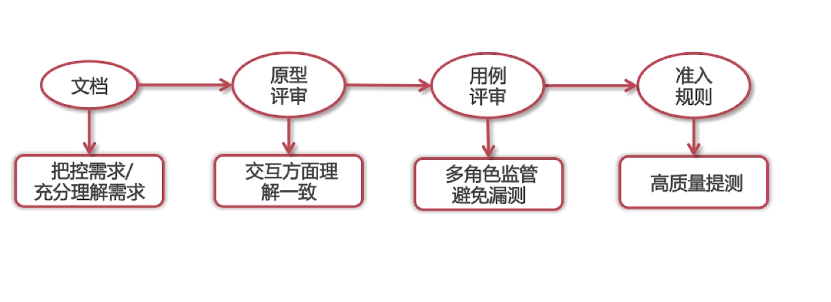 文档
原型
评审
用例
评审
准入
规则
把控需求/
充分理解需求
交互方面理
解一致
多角色监管
避免漏测
高质量提测